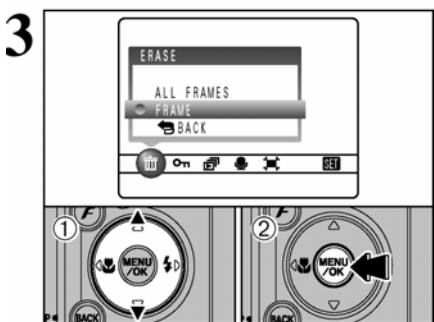 3
ERASE
ALL FRAMES
FRAME
BACK
SET
① F
MENU
/OK
P
BACK
② F
MENU
/OK
BACK